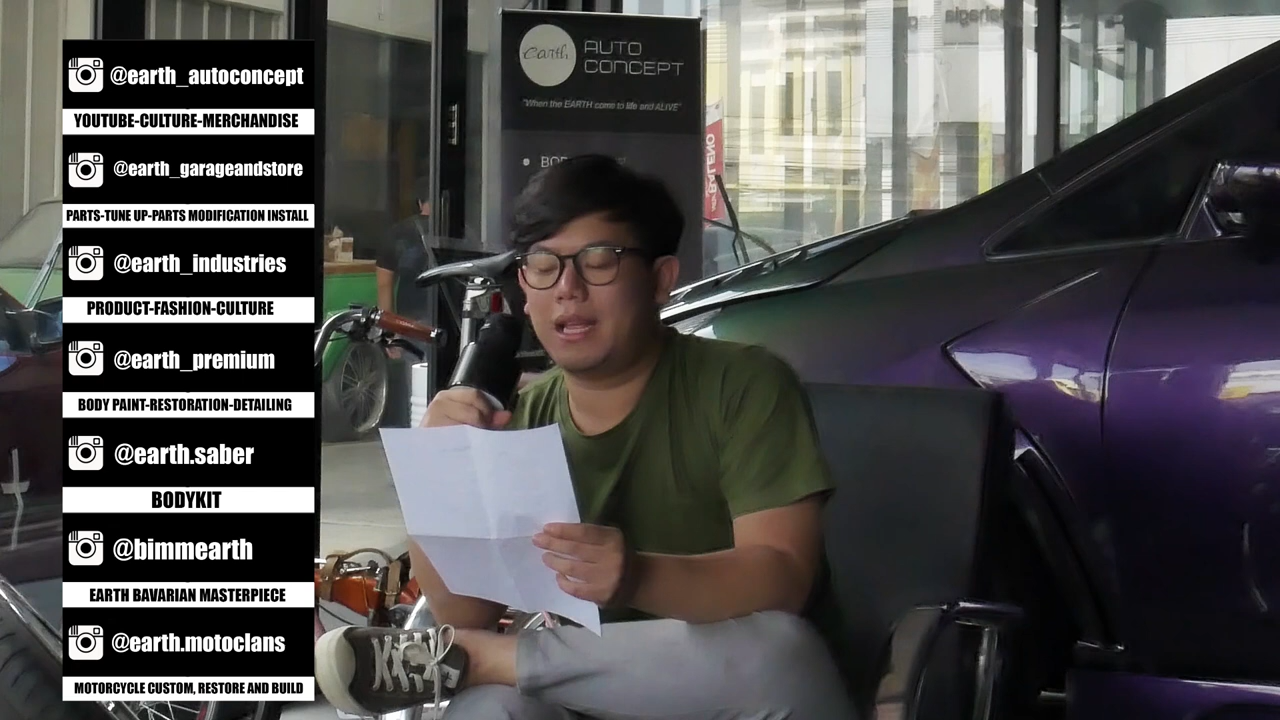 @earth_autoconcept
YOUTUBE-CULTURE-MERCHANDISE
@earth_garageandstore
PARTS-TUNE UP-PARTS MODIFICATION INSTALL
@earth_industries
PRODUCT-FASHION-CULTURE
@earth_premium
BODY PAINT-RESTORATION-DETAILING
@earth.saber
BODYKIT
@bimmearth
EARTH BAVARIAN MASTERPIECE
@earth.motoclans
MOTORCYCLE CUSTOM, RESTORE AND BUILD
earth
AUTO
CONCEPT
"When the EARTH come to life and ALIVE"
BALENO